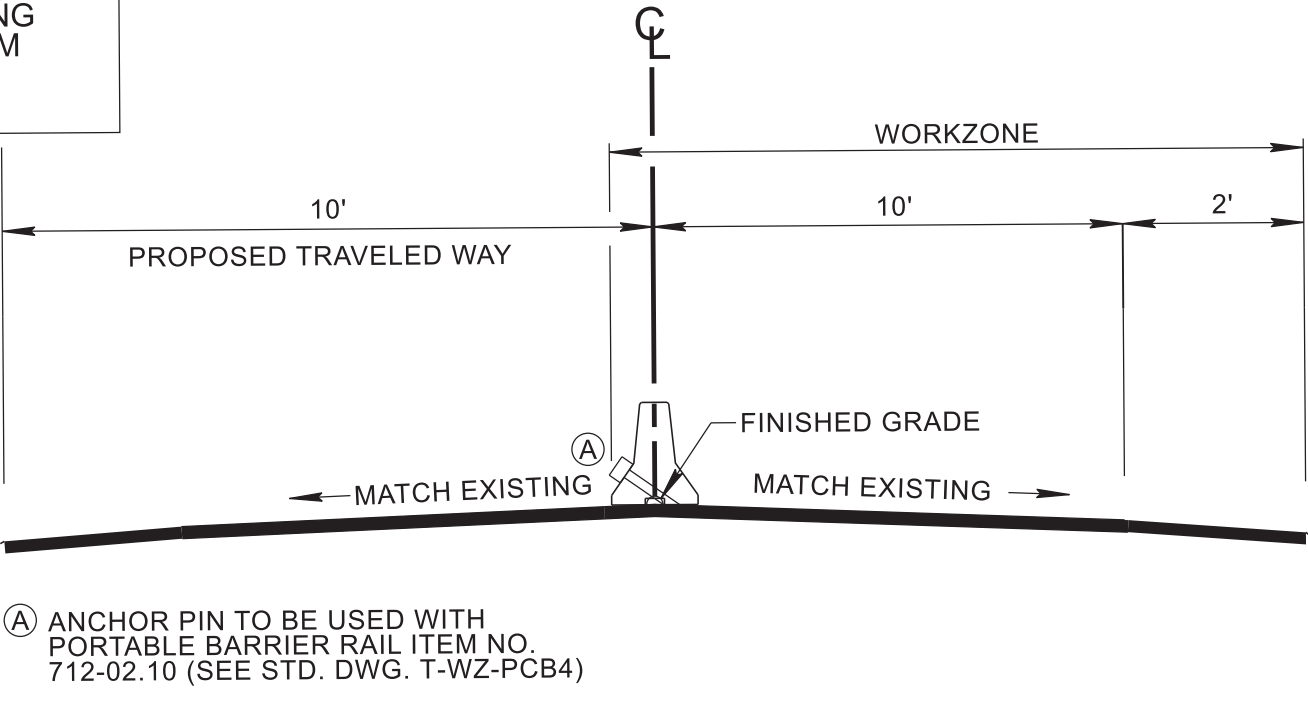 NG
M
CL
WORKZONE
10'
10'
2'
PROPOSED TRAVELED WAY
FINISHED GRADE
A
MATCH EXISTING
MATCH EXISTING
A ANCHOR PIN TO BE USED WITH
PORTABLE BARRIER RAIL ITEM NO.
712-02.10 (SEE STD. DWG. T-WZ-PCB4)